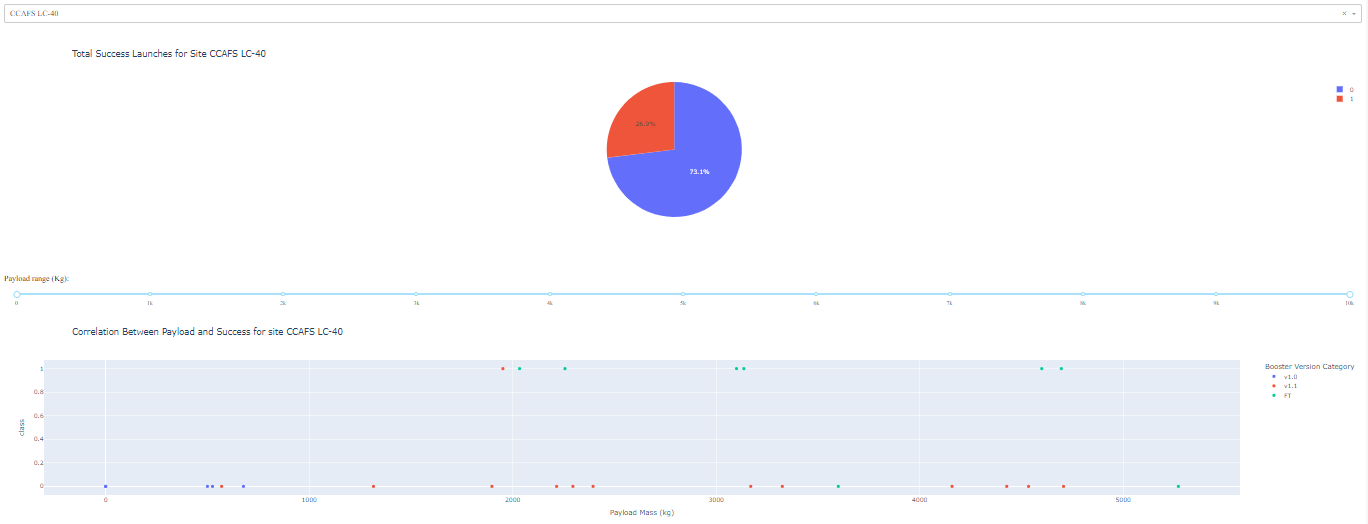 CCAFS LC-40
× 
Total Success Launches for Site CCAFS LC-40
0
1
26.9%
73.1%
Payload range (Kg):
0 1k 2k 3k 4k 5k 6k 7k 8k 9k 10k
Correlation Between Payload and Success for site CCAFS LC-40
Booster Version Category
v1.0
v1.1
FT
class
1
0.8
0.6
0.4
0.2
0
0 1000 2000 3000 4000 5000
Payload Mass (kg)